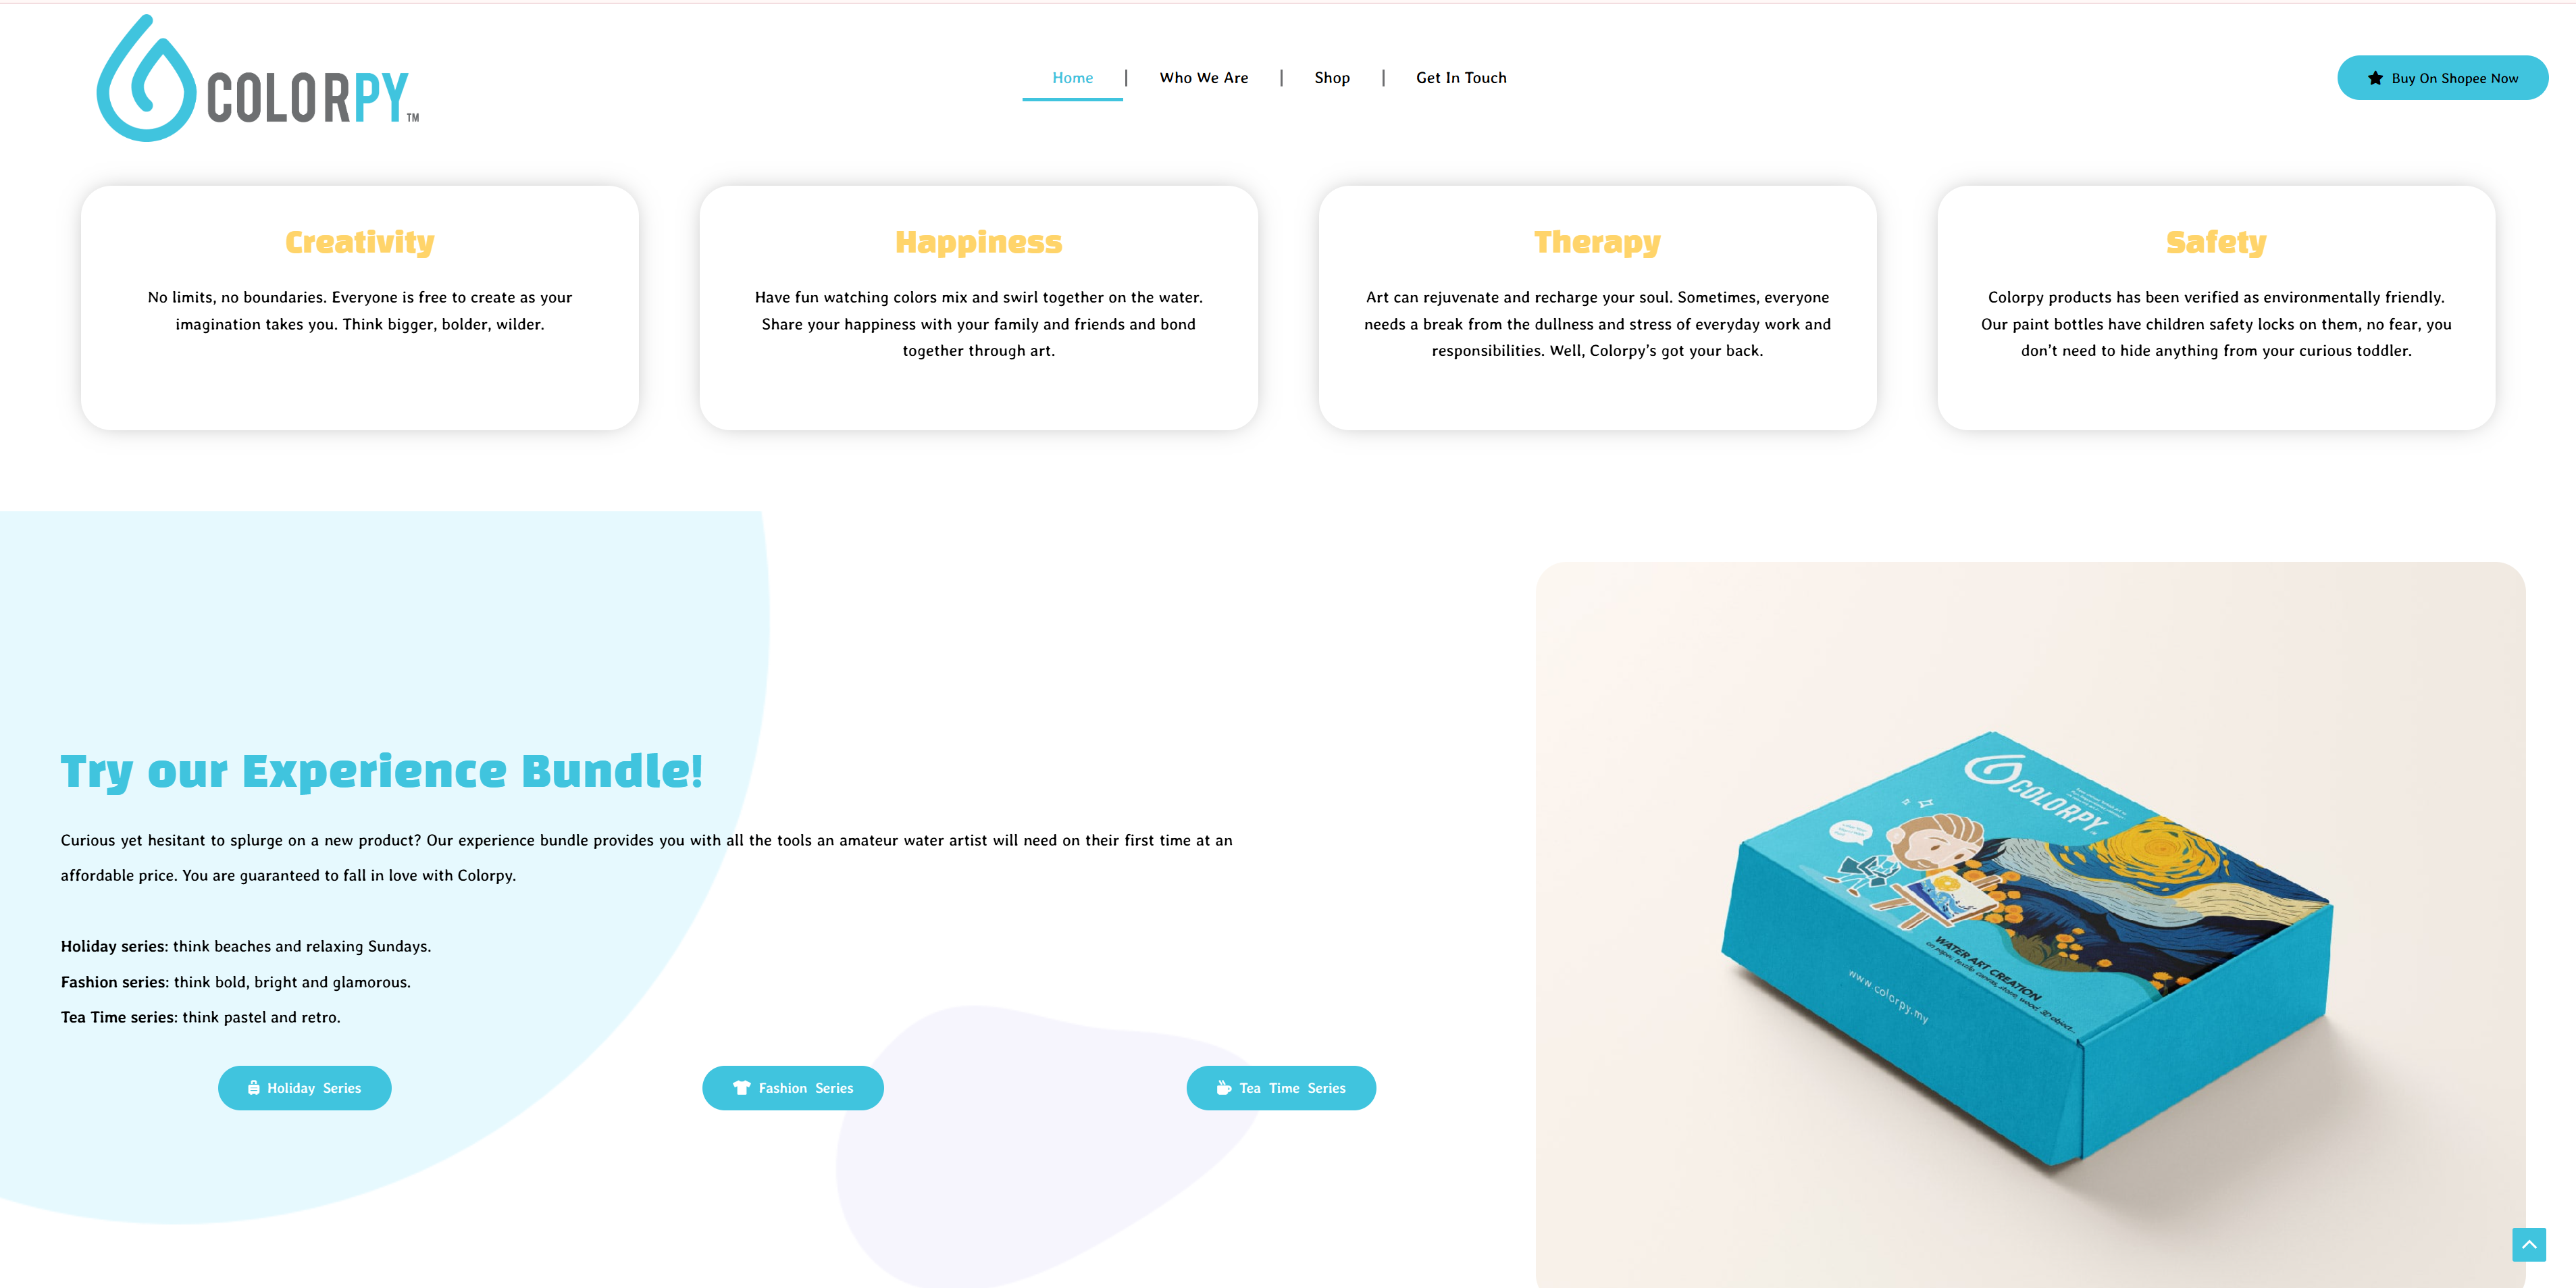 COLORPY TM
Home | Who We Are | Shop | Get In Touch
Buy On Shopee Now
Creativity
No limits, no boundaries. Everyone is free to create as your
imagination takes you. Think bigger, bolder, wilder.
Happiness
Have fun watching colors mix and swirl together on the water.
Share your happiness with your family and friends and bond
together through art.
Therapy
Art can rejuvenate and recharge your soul. Sometimes, everyone
needs a break from the dullness and stress of everyday work and
responsibilities. Well, Colorpy’s got your back.
Safety
Colorpy products has been verified as environmentally friendly.
Our paint bottles have children safety locks on them, no fear, you
don’t need to hide anything from your curious toddler.
Try our Experience Bundle!
Curious yet hesitant to splurge on a new product? Our experience bundle provides you with all the tools an amateur water artist will need on their first time at an
affordable price. You are guaranteed to fall in love with Colorpy.
Holiday series: think beaches and relaxing Sundays.
Fashion series: think bold, bright and glamorous.
Tea Time series: think pastel and retro.
Holiday Series
Fashion Series
Tea Time Series
COLORPY
WATER ART CREATION
on paper, textile canvas, stone, wood, 3D object...
www.colorpy.my